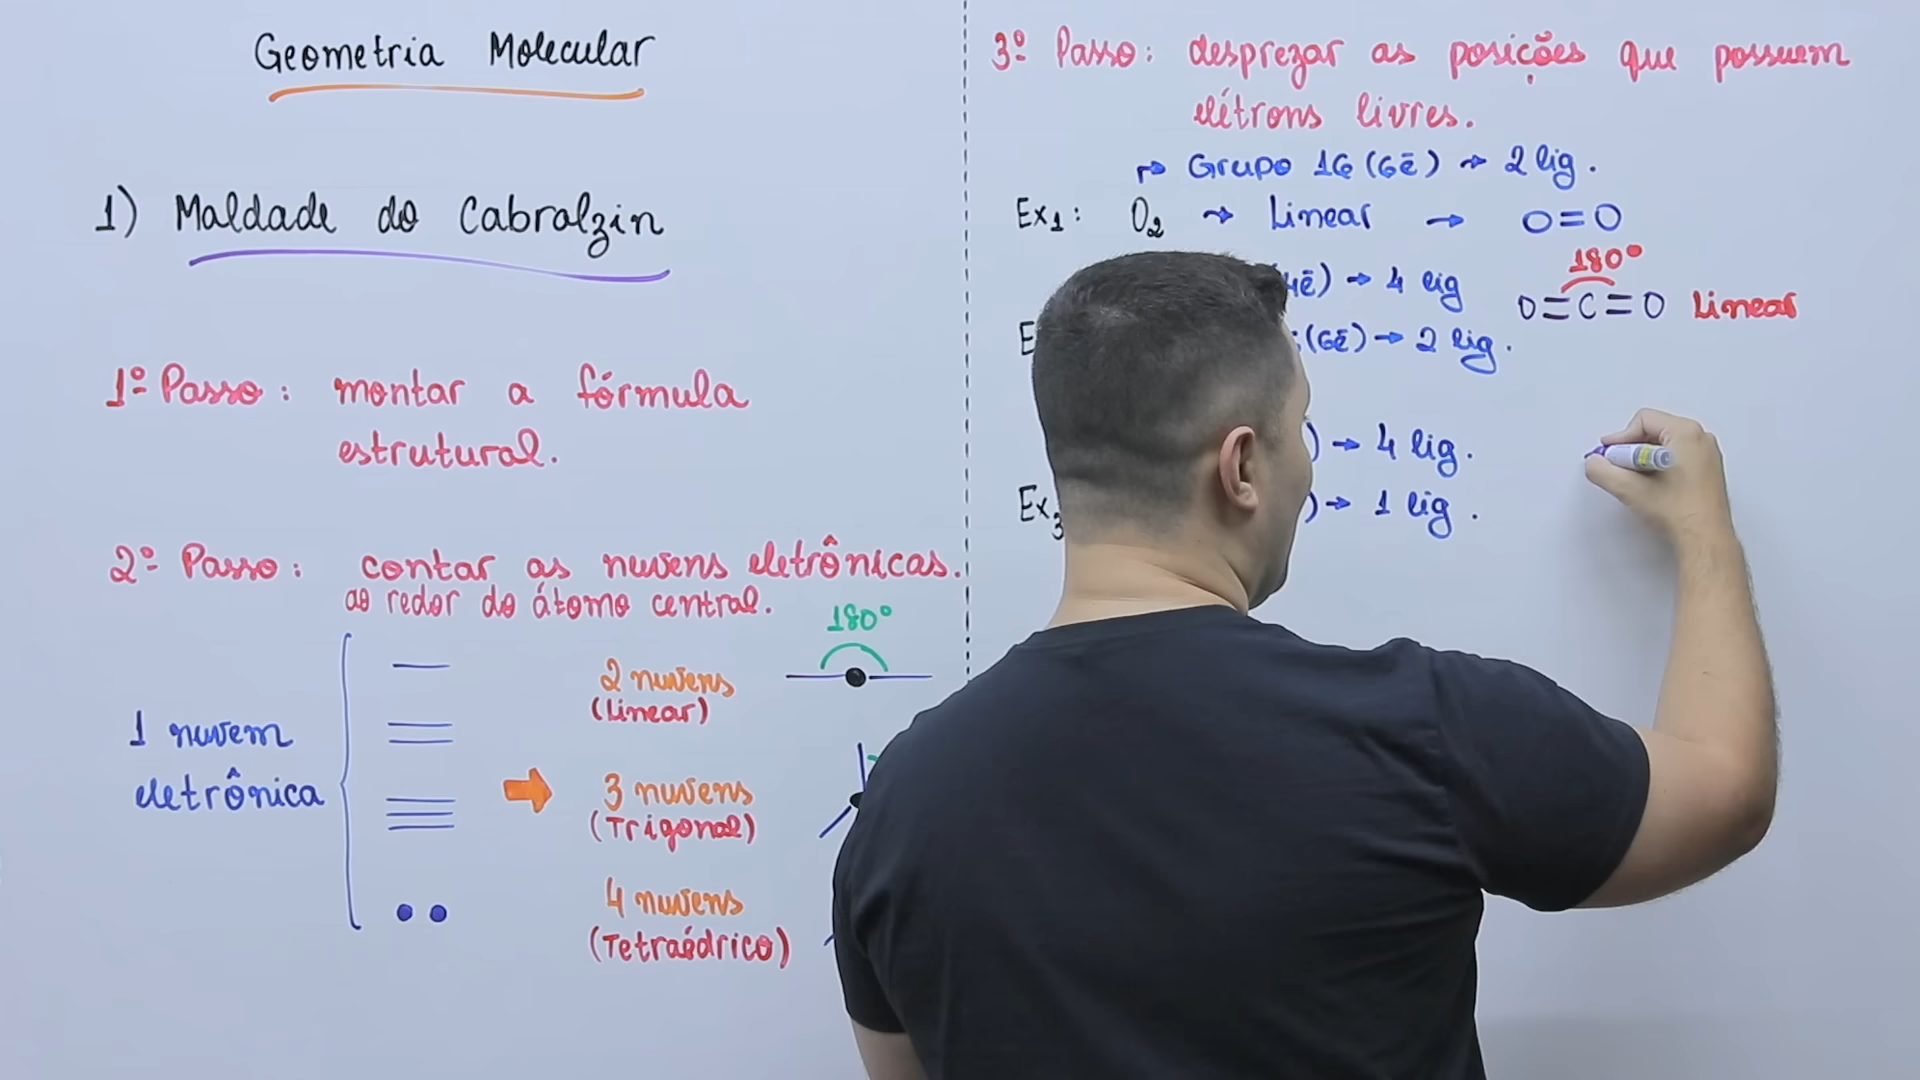 Geometria Molecular
1) Maldade do Cabralzin
1º Passo: montar a fórmula
estrutural.
2º Passo: contar as nuvens eletrônicas.
ao redor do átomo central.
1 nuvem
eletrônica
2 nuvens
(Linear)
180º
3 nuvens
(Trigonal)
4 nuvens
(Tetraédrico)
3º Passo: desprezar as posições que possuem
elétrons livres.
↱ Grupo 16 (6ē) → 2 lig.
Ex1: O2 → Linear → O=O
4ē) → 4 lig
180º
O=C=O Linear
(6ē) → 2 lig.
) → 4 lig.
Ex3
) → 1 lig.